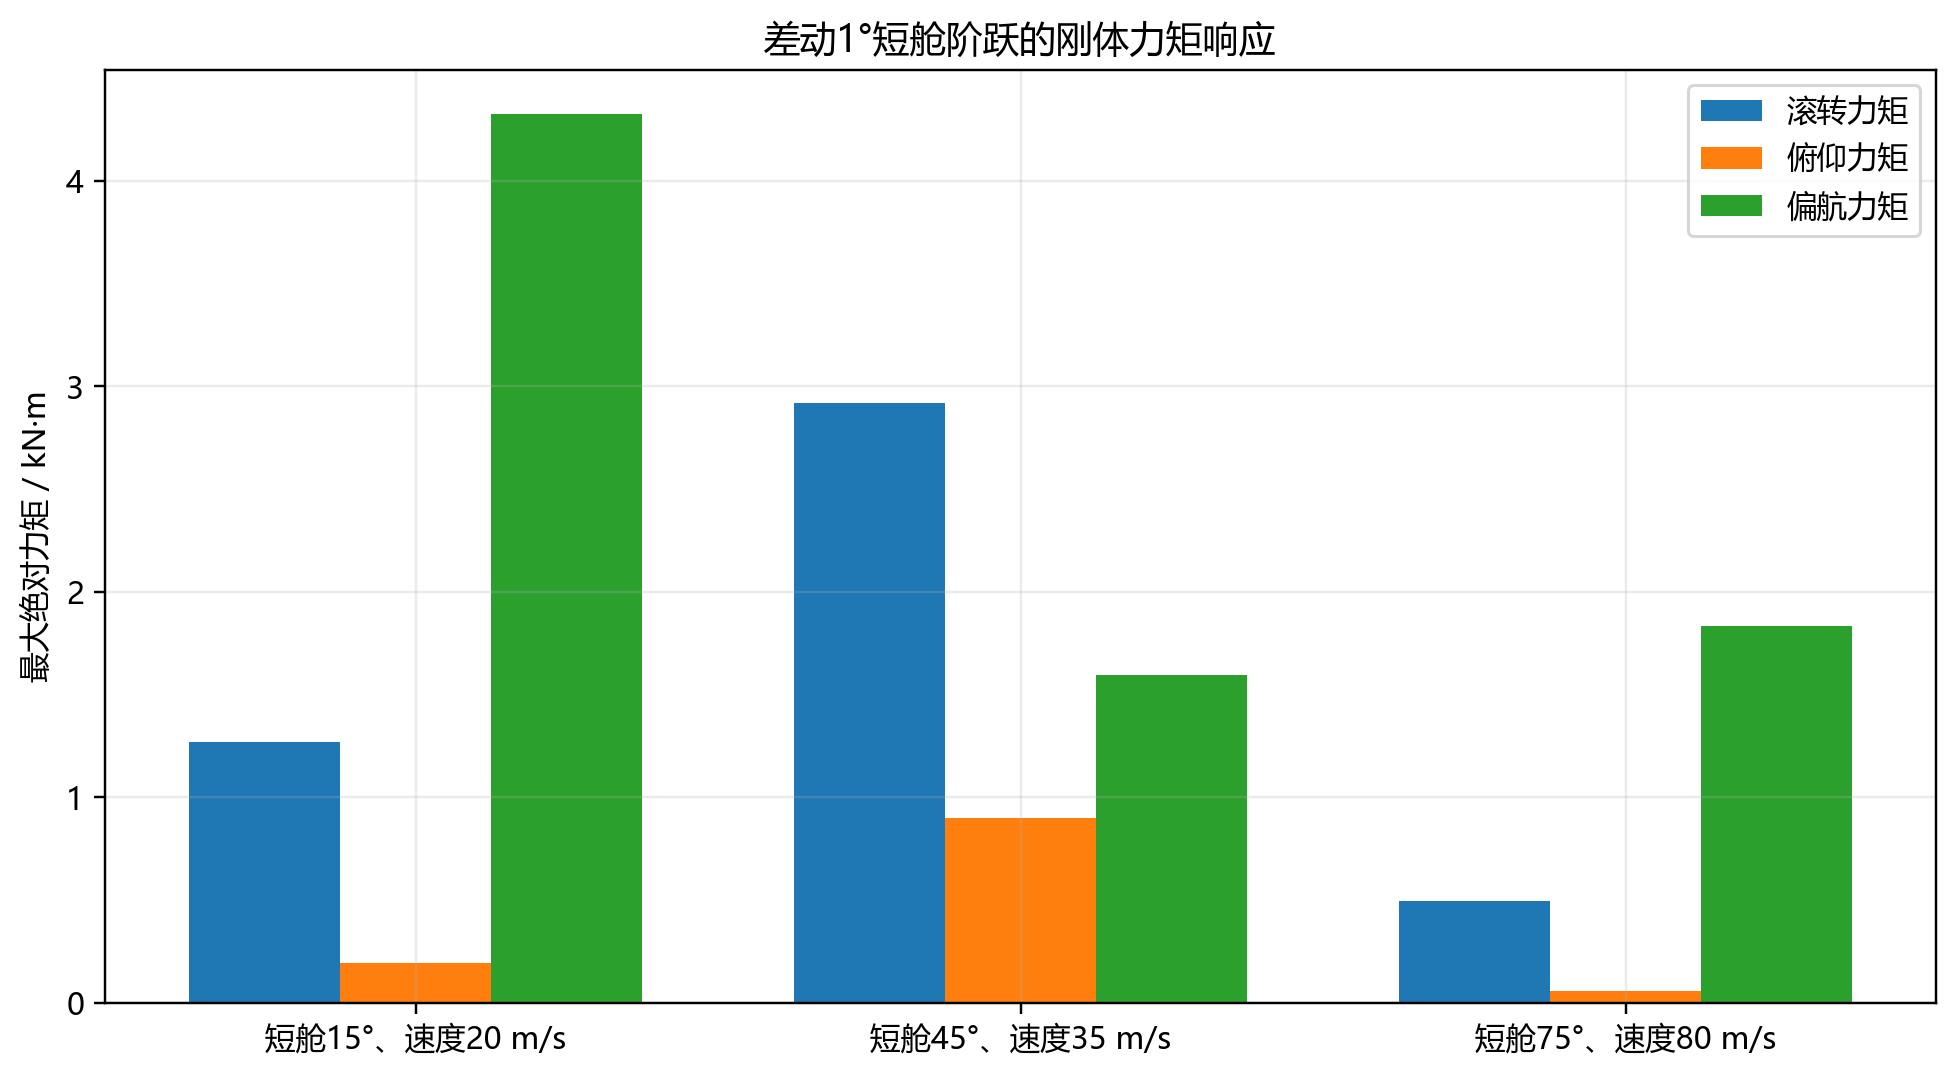 差动1°短舱阶跃的刚体力矩响应
滚转力矩
俯仰力矩
偏航力矩
最大绝对力矩 / kN·m
4
3
2
1
0
短舱15°、速度20 m/s
短舱45°、速度35 m/s
短舱75°、速度80 m/s